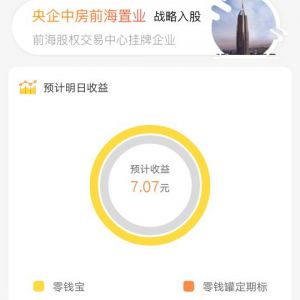 央企中房前海置业 战略入股
前海股权交易中心挂牌企业
预计明日收益
预计收益
7.07元
零钱宝 零钱罐定期标